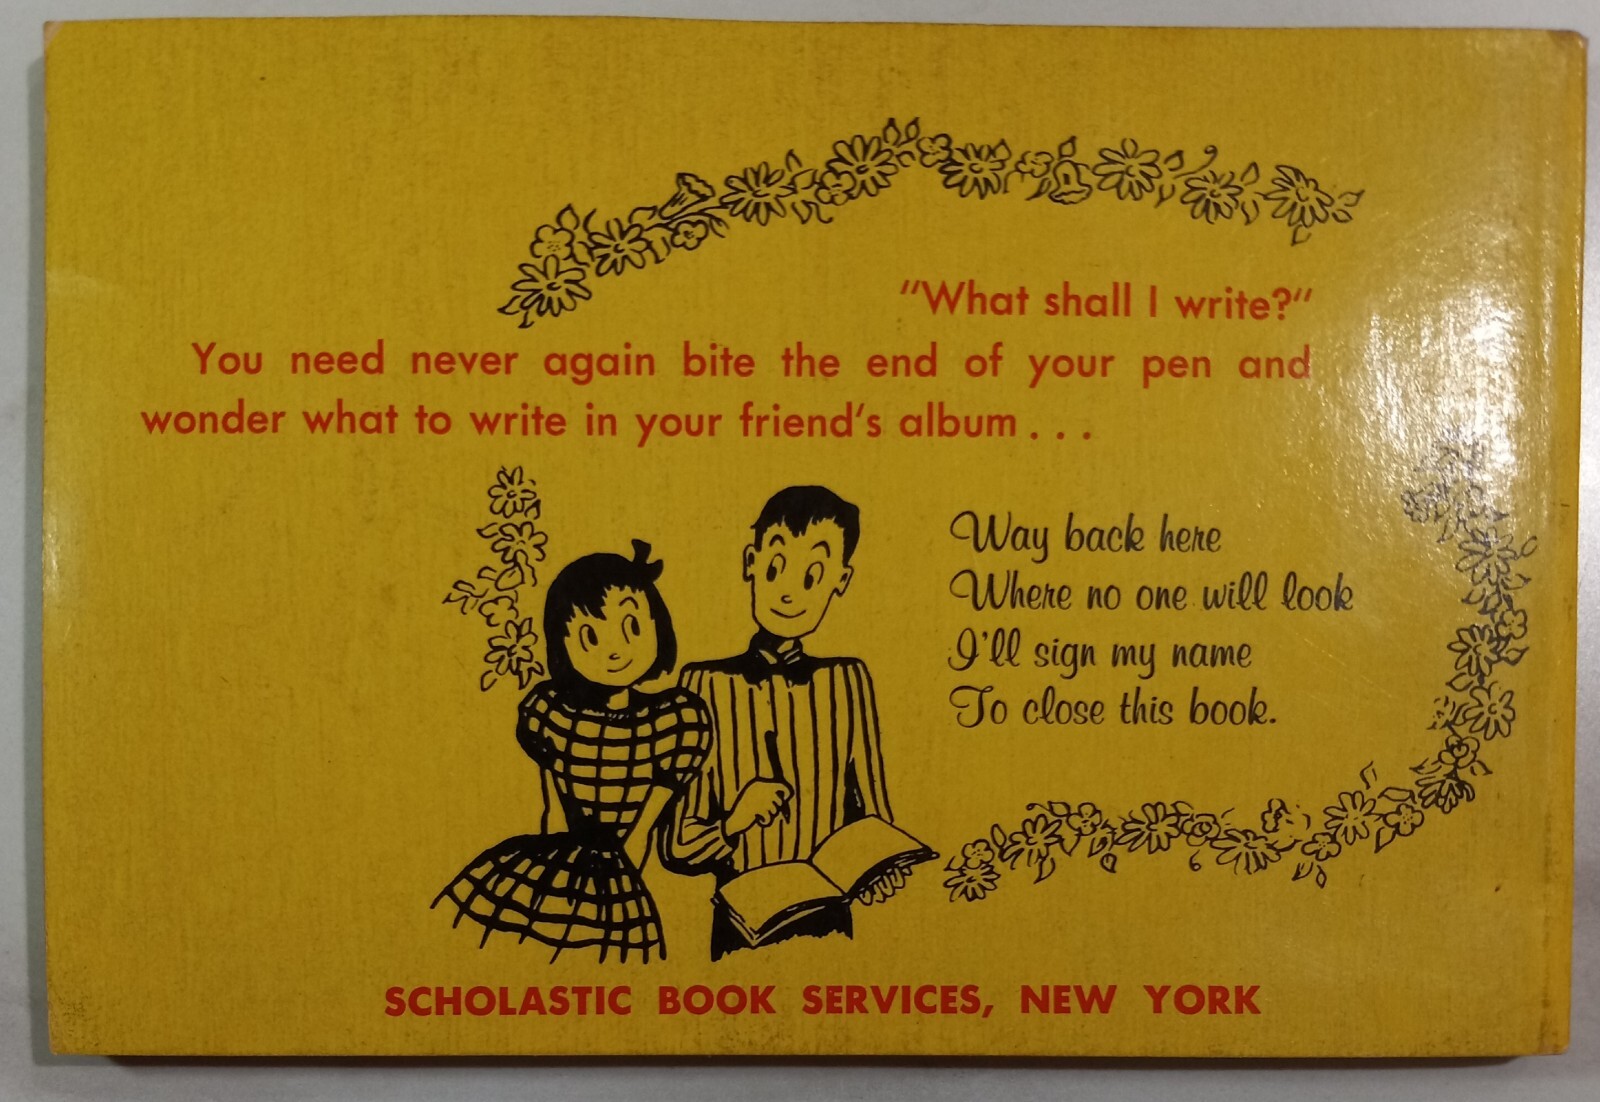 "What shall I write?"
You need never again bite the end of your pen and
wonder what to write in your friend's album . . .
Way back here
Where no one will look
I'll sign my name
To close this book.
SCHOLASTIC BOOK SERVICES, NEW YORK